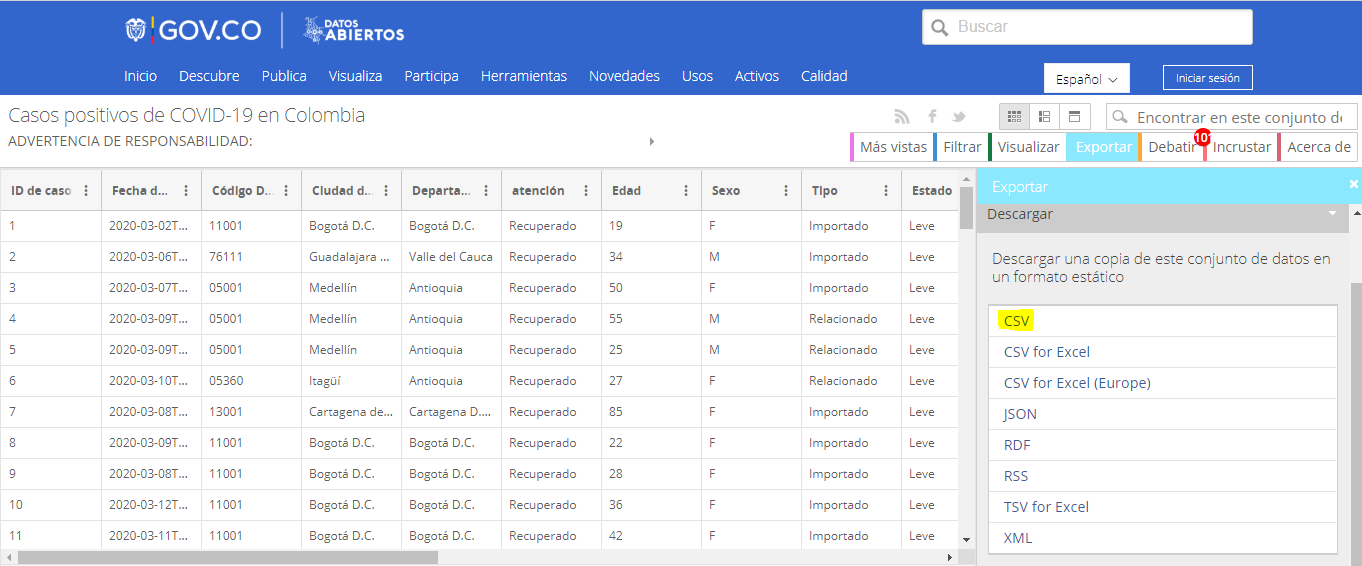 GOV.CO
DATOS
ABIERTOS
Buscar
Inicio Descubre Publica Visualiza Participa Herramientas Novedades Usos Activos Calidad
Español
Iniciar sesión
Casos positivos de COVID-19 en Colombia
Encontrar en este conjunto de
ADVERTENCIA DE RESPONSABILIDAD:
Más vistas Filtrar Visualizar Exportar Debatir 101 Incrustar Acerca de
ID de caso Fecha d... Código D... Ciudad d... Departa... atención Edad Sexo Tipo Estado
1 2020-03-02T... 11001 Bogotá D.C. Bogotá D.C. Recuperado 19 F Importado Leve
2 2020-03-06T... 76111 Guadalajara ... Valle del Cauca Recuperado 34 M Importado Leve
3 2020-03-07T... 05001 Medellín Antioquia Recuperado 50 F Importado Leve
4 2020-03-09T... 05001 Medellín Antioquia Recuperado 55 M Relacionado Leve
5 2020-03-09T... 05001 Medellín Antioquia Recuperado 25 M Relacionado Leve
6 2020-03-10T... 05360 Itagüí Antioquia Recuperado 27 F Relacionado Leve
7 2020-03-08T... 13001 Cartagena de... Cartagena D.... Recuperado 85 F Importado Leve
8 2020-03-09T... 11001 Bogotá D.C. Bogotá D.C. Recuperado 22 F Importado Leve
9 2020-03-08T... 11001 Bogotá D.C. Bogotá D.C. Recuperado 28 F Importado Leve
10 2020-03-12T... 11001 Bogotá D.C. Bogotá D.C. Recuperado 36 F Importado Leve
11 2020-03-11T... 11001 Bogotá D.C. Bogotá D.C. Recuperado 42 F Importado Leve
Exportar
Descargar
Descargar una copia de este conjunto de datos en
un formato estático
CSV
CSV for Excel
CSV for Excel (Europe)
JSON
RDF
RSS
TSV for Excel
XML